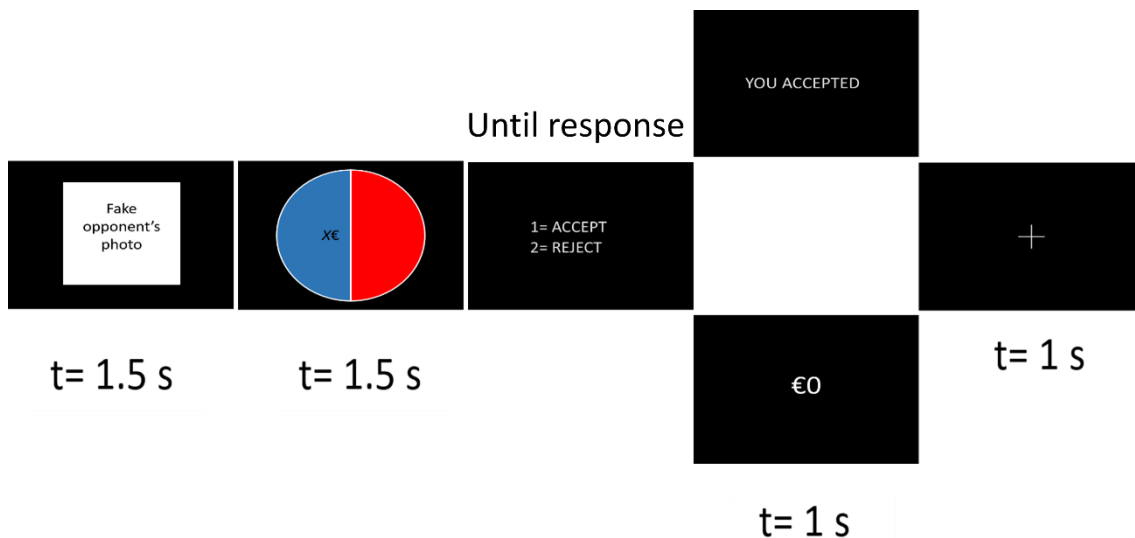 YOU ACCEPTED
Until response
Fake
opponent's
photo
X€
1= ACCEPT
2= REJECT
t= 1.5 s
t= 1.5 s
t= 1 s
€0
t= 1 s